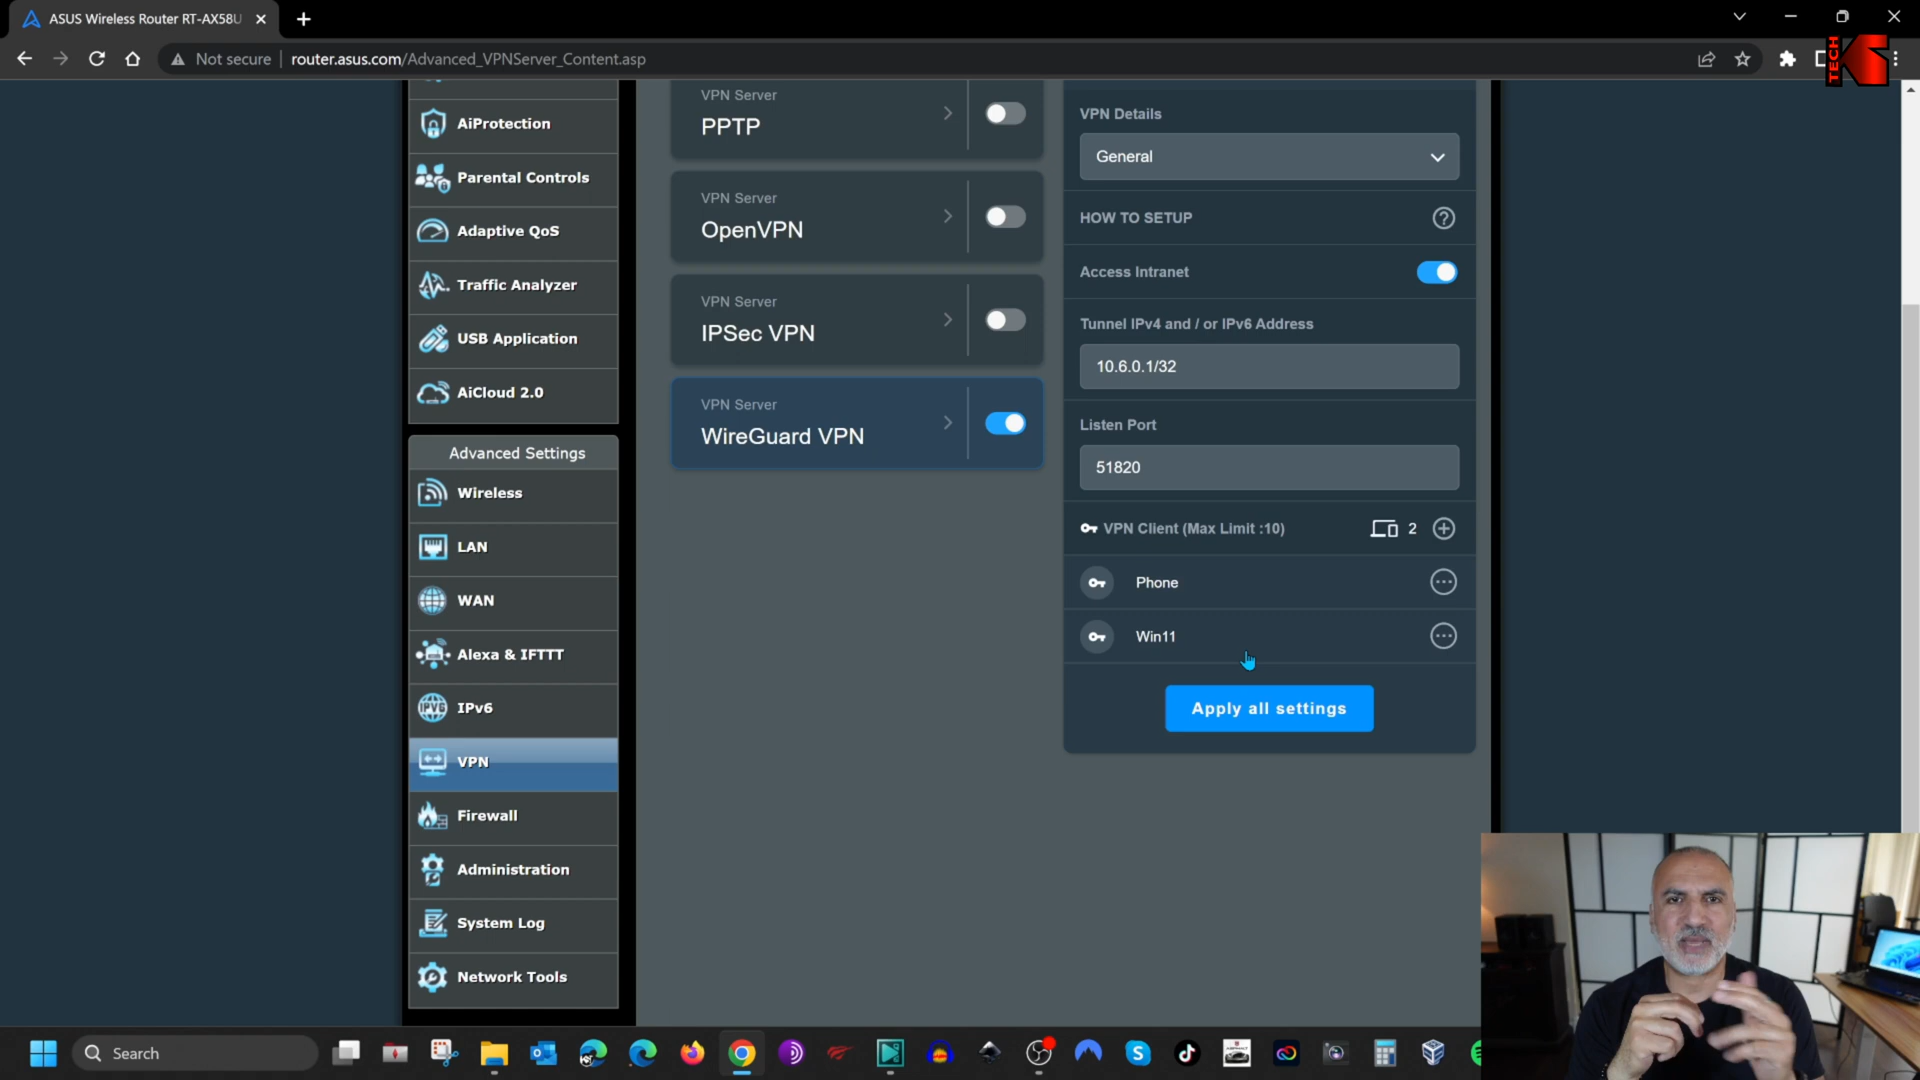 ASUS Wireless Router RT-AX58U
Not secure
router.asus.com/Advanced_VPNServer_Content.asp
TECH
AiProtection
Parental Controls
Adaptive QoS
Traffic Analyzer
USB Application
AiCloud 2.0
Advanced Settings
Wireless
LAN
WAN
Alexa & IFTTT
IPv6
VPN
Firewall
Administration
System Log
Network Tools
VPN Server
PPTP
VPN Server
OpenVPN
VPN Server
IPSec VPN
VPN Server
WireGuard VPN
VPN Details
General
HOW TO SETUP
Access Intranet
Tunnel IPv4 and / or IPv6 Address
10.6.0.1/32
Listen Port
51820
VPN Client (Max Limit :10)
2
Phone
Win11
Apply all settings
Search